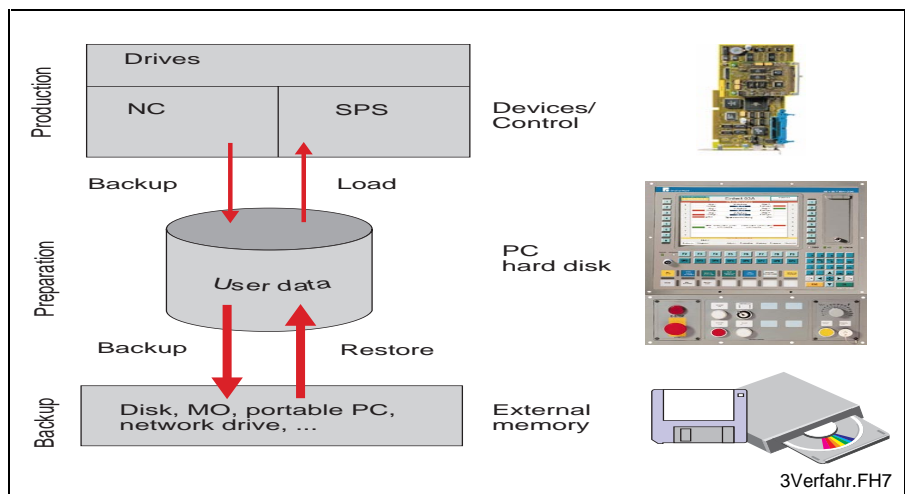 Production
Drives
NC
SPS
Devices/
Control
Backup
Load
Preparation
User data
PC
hard disk
Backup
Restore
Backup
Disk, MO, portable PC,
network drive, ...
External
memory
3Verfahr.FH7